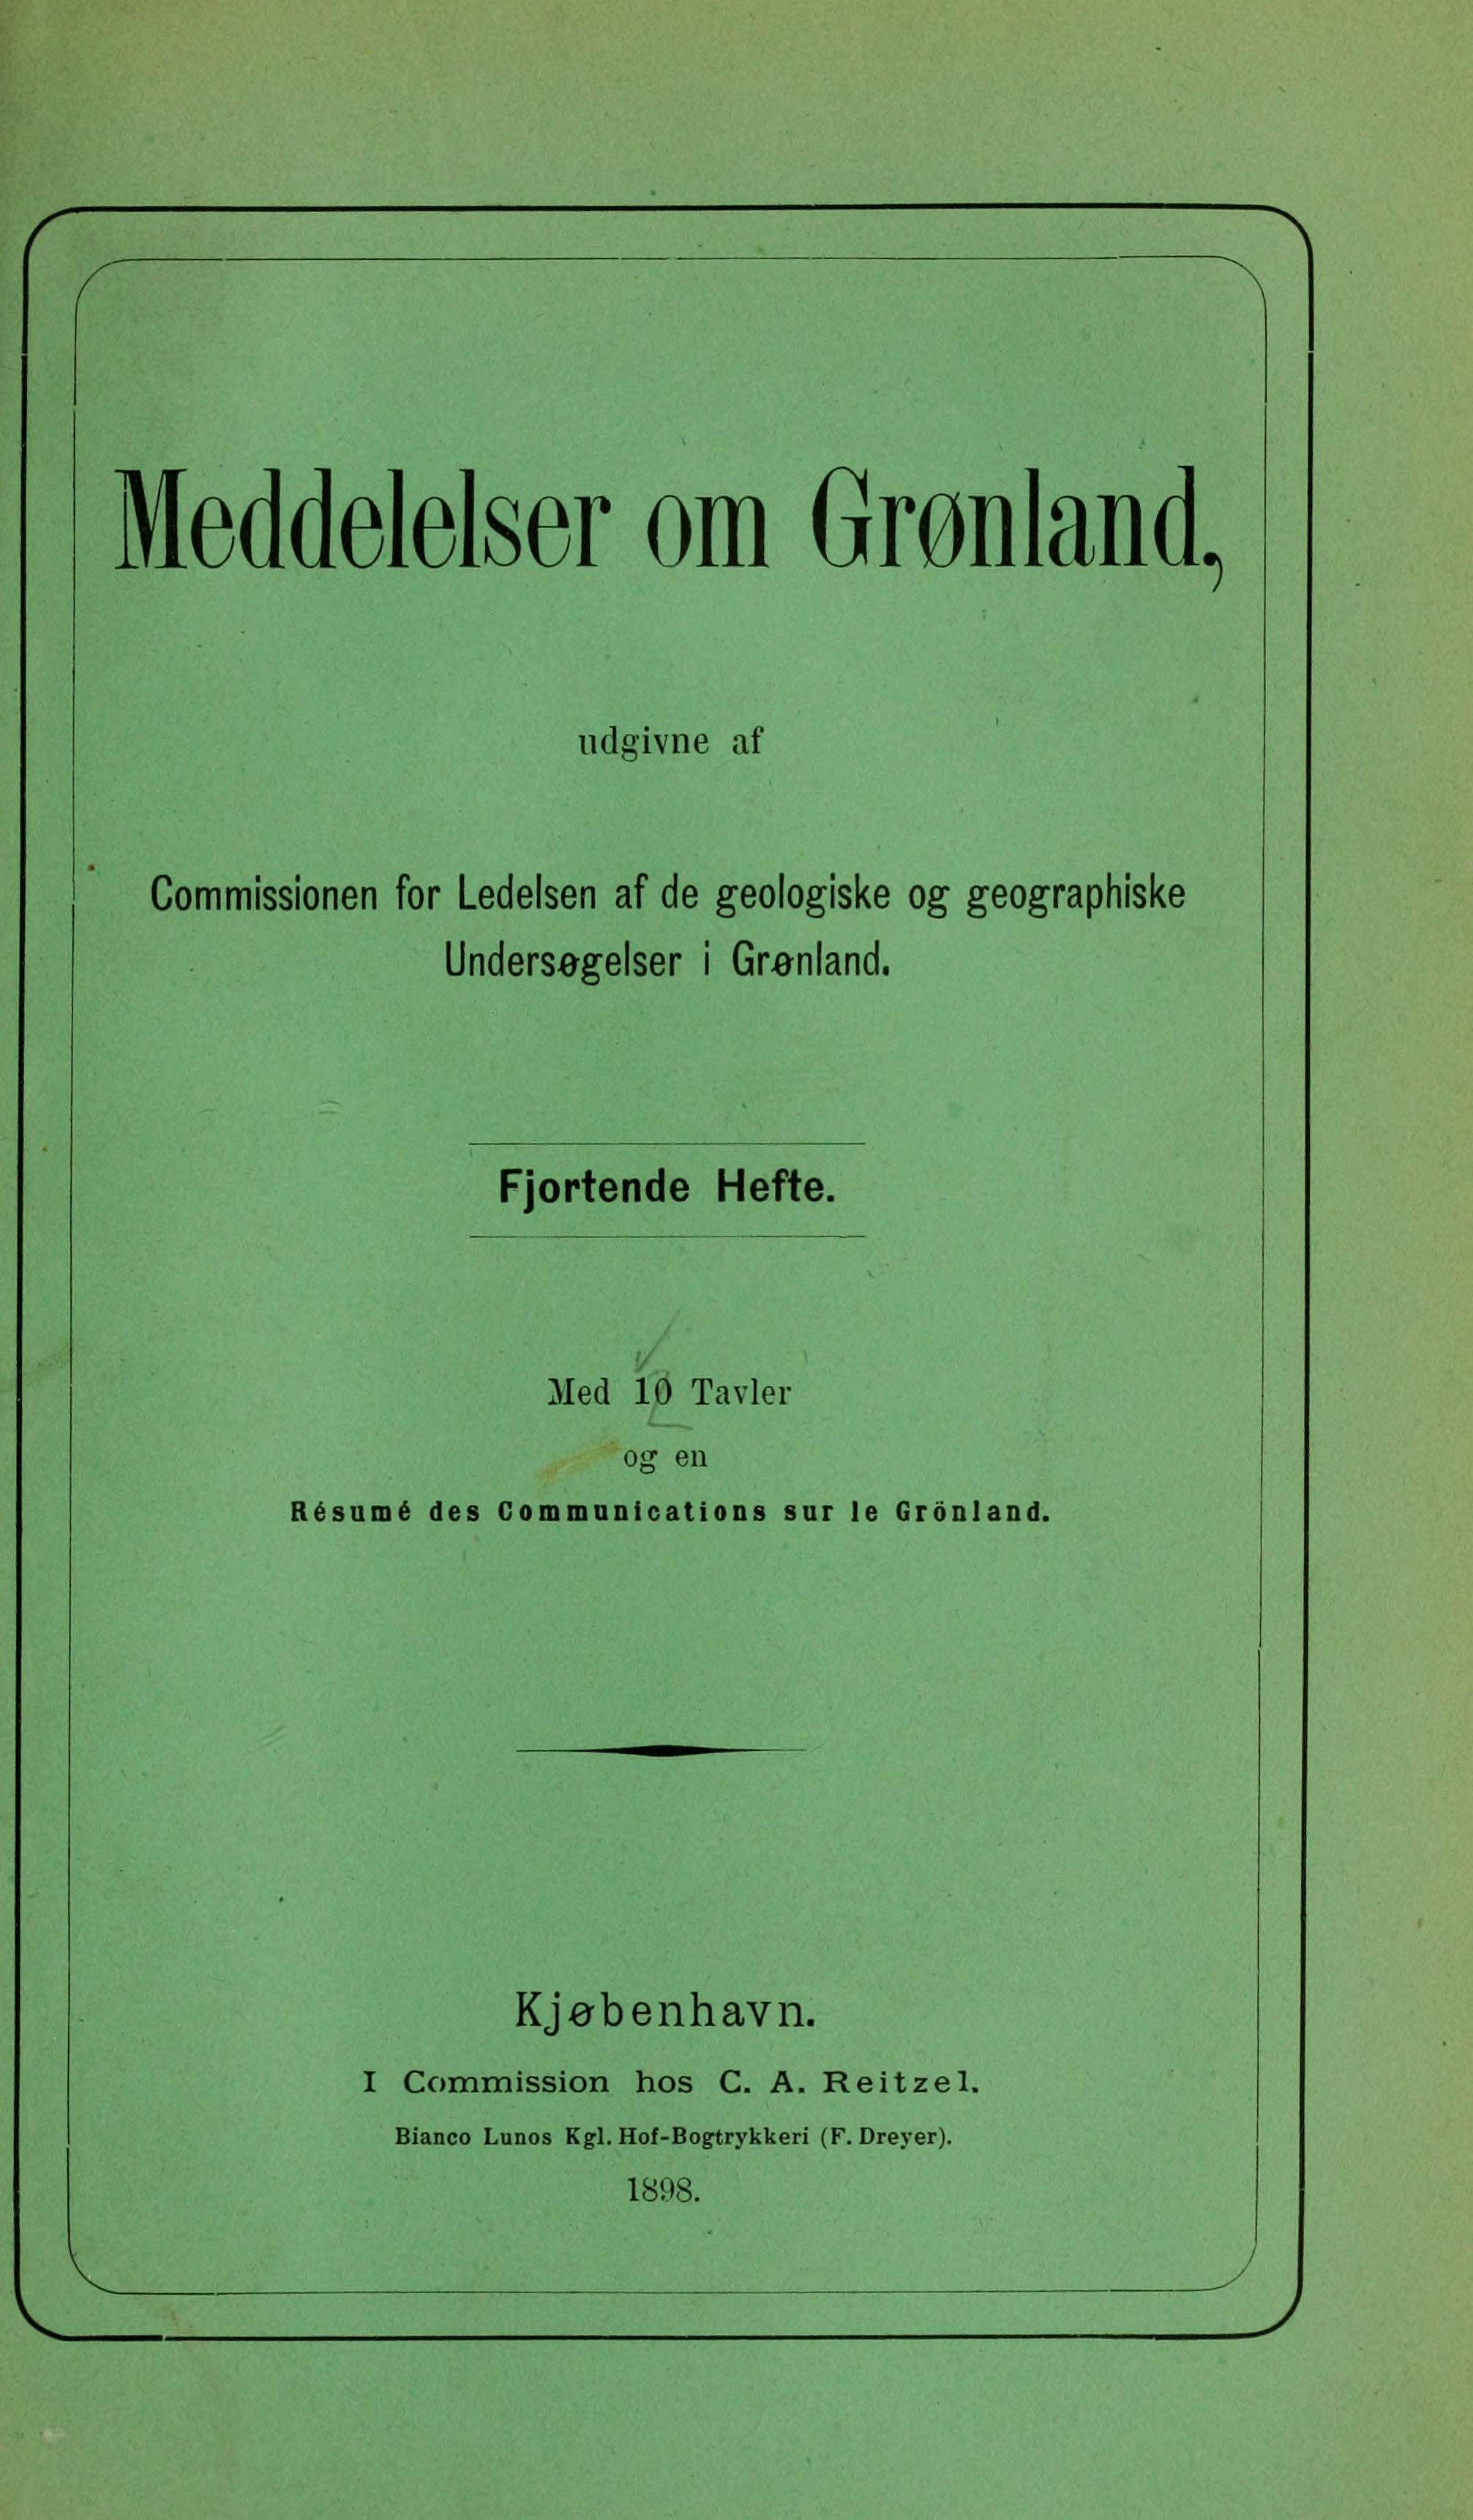 Meddelelser om Grønland,
udgivne af
Commissionen for Ledelsen af de geologiske og geographiske
Undersøgelser i Grønland.
Fjortende Hefte.
Med 10 Tavler
og en
Résumé des Communications sur le Grönland.
Kjøbenhavn.
I Commission hos C. A. Reitzel.
Bianco Lunos Kgl. Hof-Bogtrykkeri (F. Dreyer).
1898.